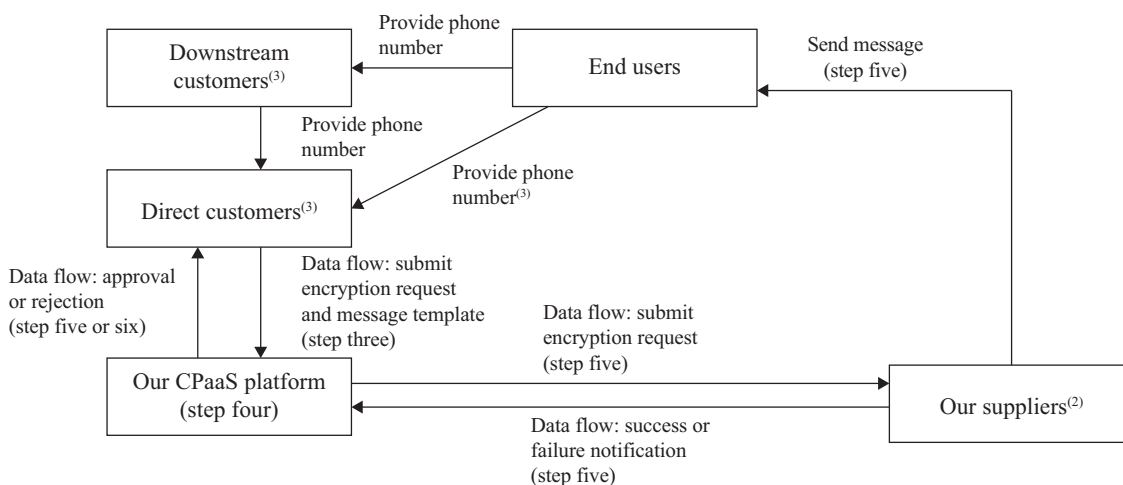 Provide phone
number
Downstream
customers(3)
End users
Send message
(step five)
Provide phone
number
Provide phone
number(3)
Direct customers(3)
Data flow: approval
or rejection
(step five or six)
Data flow: submit
encryption request
and message template
(step three)
Data flow: submit
encryption request
(step five)
Our CPaaS platform
(step four)
Our suppliers(2)
Data flow: success or
failure notification
(step five)